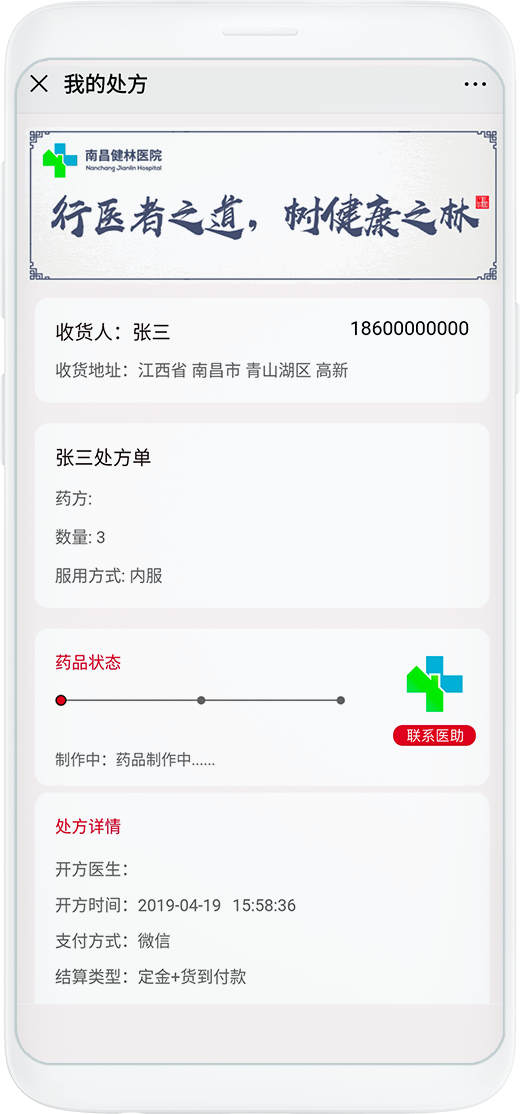 我的处方
南昌健林医院
Nanchang Jianlin Hospital
行医者之道，树健康之林
收货人：张三 18600000000
收货地址：江西省 南昌市 青山湖区 高新
张三处方单
药方:
数量: 3
服用方式: 内服
药品状态
联系医助
制作中：药品制作中......
处方详情
开方医生：
开方时间：2019-04-19 15:58:36
支付方式：微信
结算类型：定金+货到付款